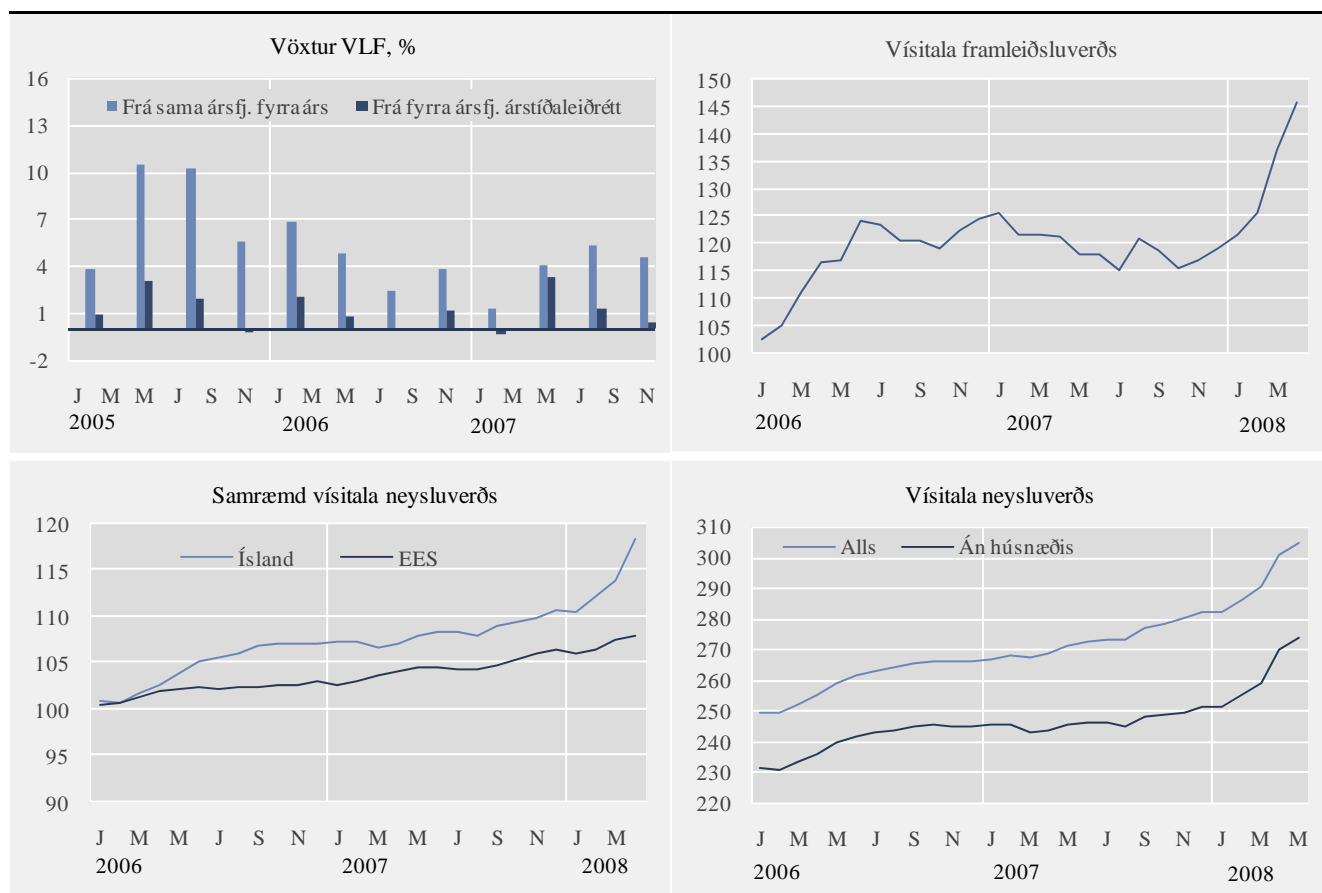 Vöxtur VLF, %
16
Frá sama ársfj. fyrra árs Frá fyrra ársfj. árstíðaleiðrétt
13
10
7
4
1
-2
J M M J S N J M J S N J M J S N
2005 2006 2007
Vísitala framleiðsluverðs
150
145
140
135
130
125
120
115
110
105
100
J M M J S N J M M J S N J M
2006 2007 2008
Samræmd vísitala neysluverðs
120
Ísland EES
115
110
105
100
95
90
J M M J S N J M M J S N J M
2006 2007 2008
Vísitala neysluverðs
310
Alls Án húsnæðis
300
290
280
270
260
250
240
230
220
J M M J S N J M M J S N J M M
2006 2007 2008